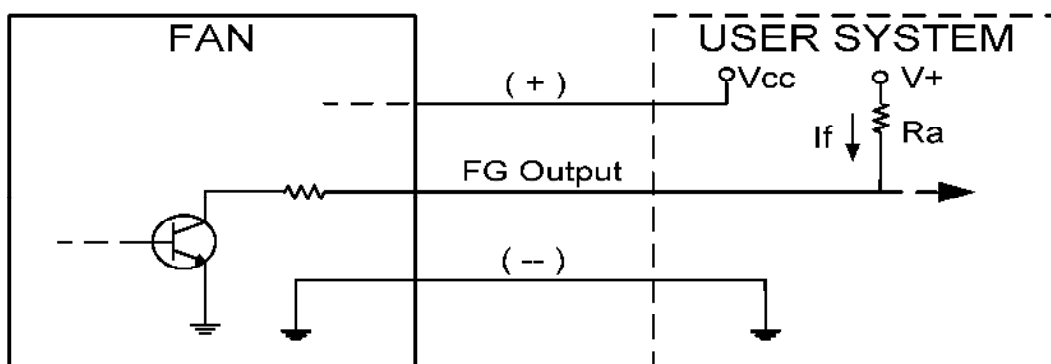 FAN
USER SYSTEM
( + )
Vcc
V+
If
Ra
FG Output
( -- )